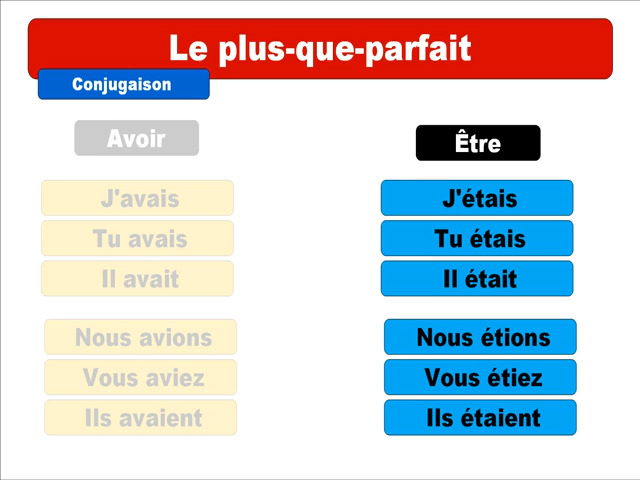 Le plus-que-parfait
Conjugaison
Avoir
J'avais
Tu avais
Il avait
Nous avions
Vous aviez
Ils avaient
Être
J'étais
Tu étais
Il était
Nous étions
Vous étiez
Ils étaient